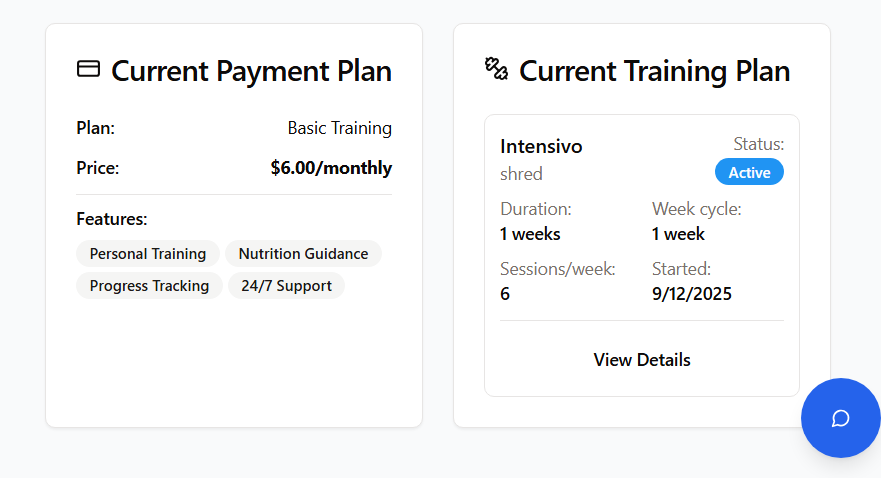 Current Payment Plan
Plan: Basic Training
Price: $6.00/monthly
Features:
Personal Training Nutrition Guidance
Progress Tracking 24/7 Support
Current Training Plan
Intensivo Status:
shred Active
Duration: Week cycle:
1 weeks 1 week
Sessions/week: Started:
6 9/12/2025
View Details